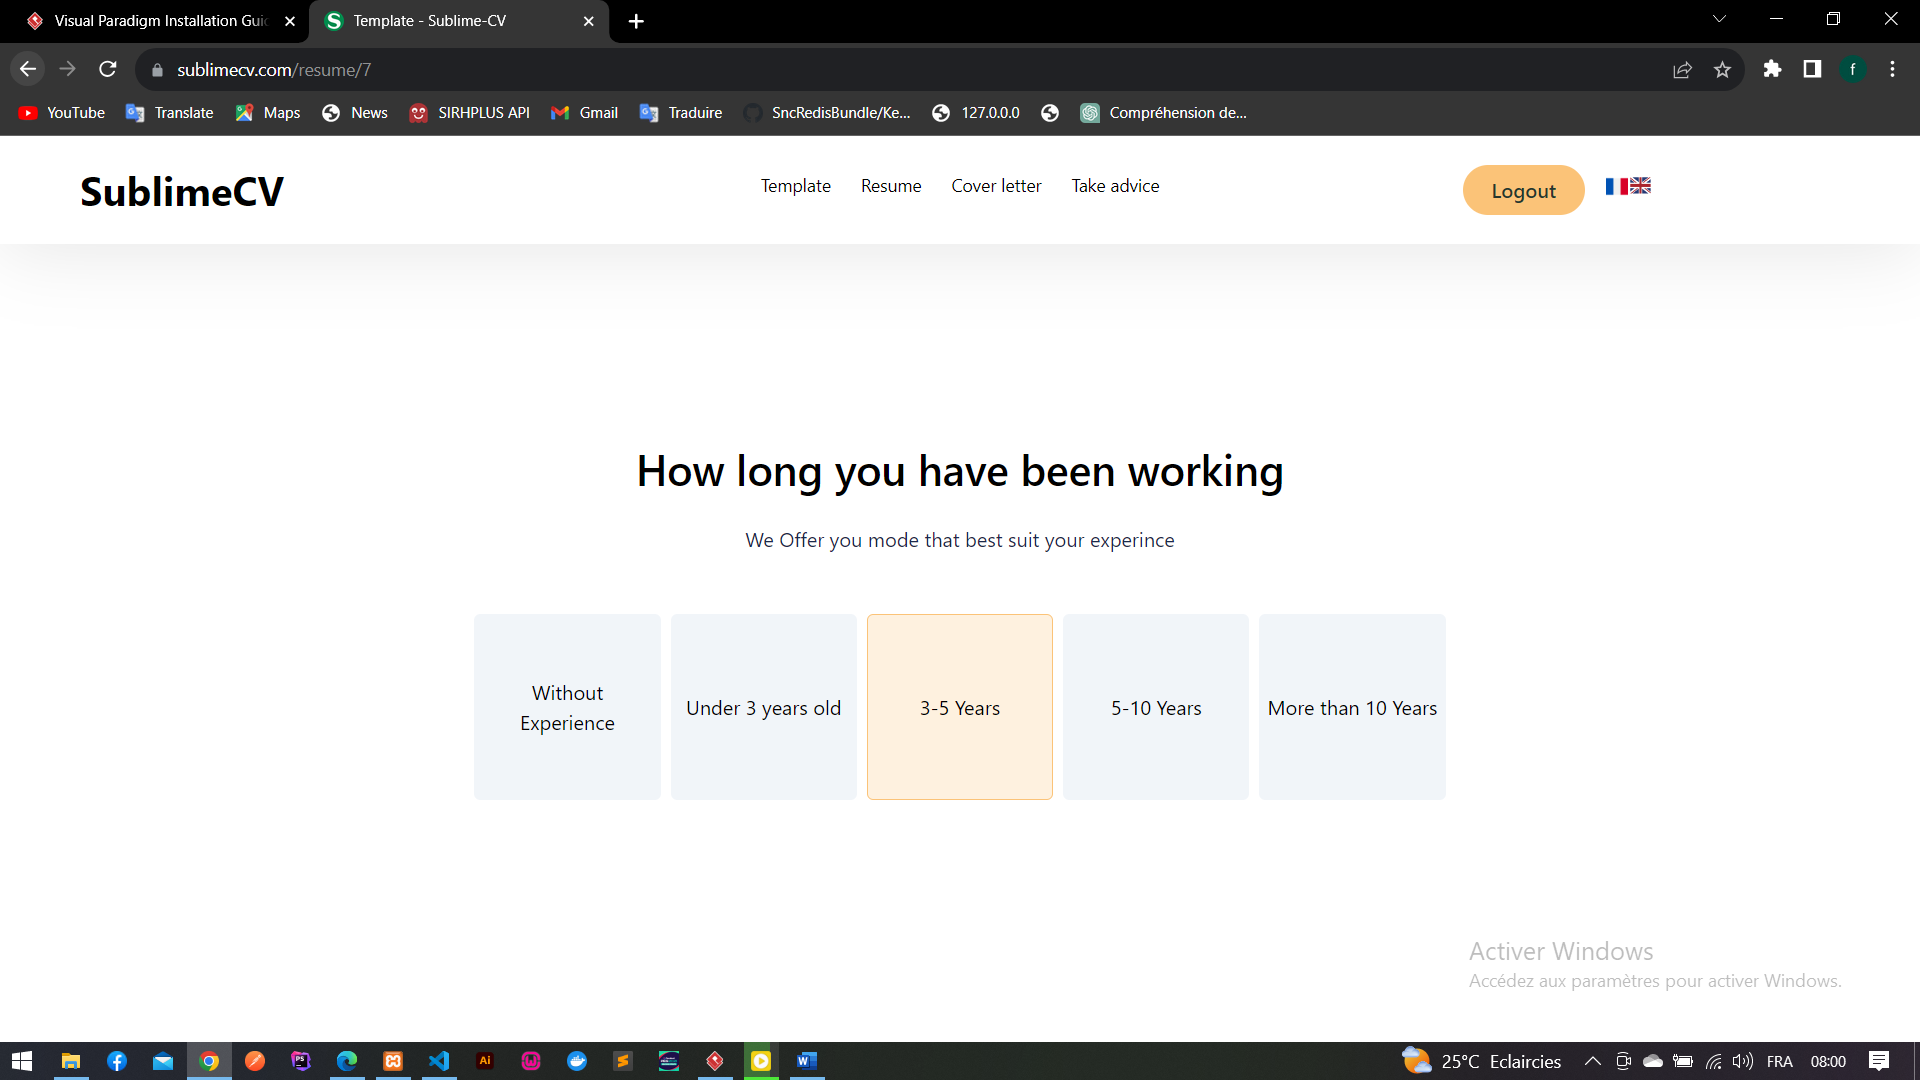 Visual Paradigm Installation Gui
Template - Sublime-CV
sublimecv.com/resume/7
f
YouTube
Translate
Maps
News
SIRHPLUS API
Gmail
Traduire
SncRedisBundle/Ke...
127.0.0.0
Compréhension de...
SublimeCV
Template
Resume
Cover letter
Take advice
Logout
How long you have been working
We Offer you mode that best suit your experince
Without
Experience
Under 3 years old
3-5 Years
5-10 Years
More than 10 Years
Activer Windows
Accédez aux paramètres pour activer Windows.
25°C Eclaircies
FRA
08:00